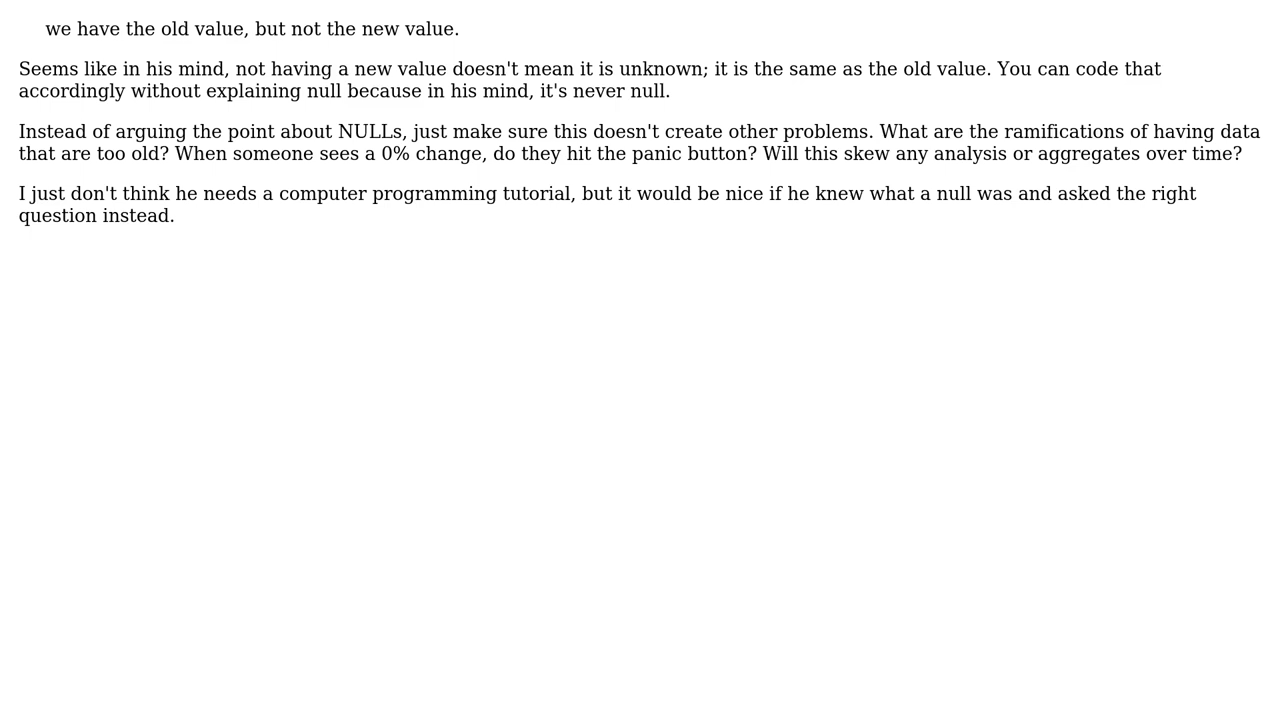 we have the old value, but not the new value.
Seems like in his mind, not having a new value doesn't mean it is unknown; it is the same as the old value. You can code that
accordingly without explaining null because in his mind, it's never null.
Instead of arguing the point about NULLs, just make sure this doesn't create other problems. What are the ramifications of having data
that are too old? When someone sees a 0% change, do they hit the panic button? Will this skew any analysis or aggregates over time?
I just don't think he needs a computer programming tutorial, but it would be nice if he knew what a null was and asked the right
question instead.